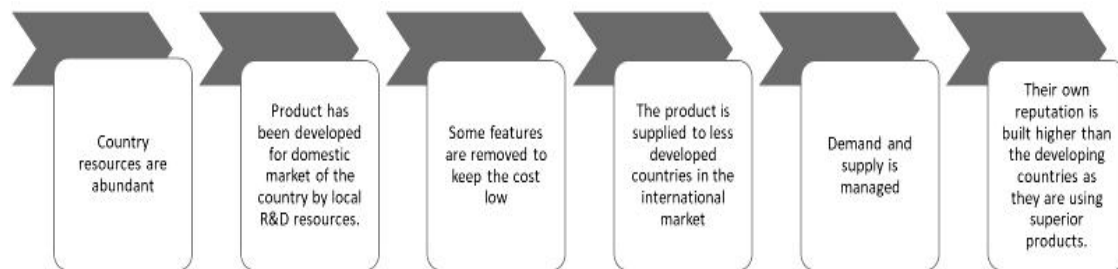 Country
resources are
abundant
Product has
been developed
for domestic
market of the
country by local
R&D resources.
Some features
are removed to
keep the cost
low
The product is
supplied to less
developed
countries in the
international
market
Demand and
supply is
managed
Their own
reputation is
built higher than
the developing
countries as
they are using
superior
products.